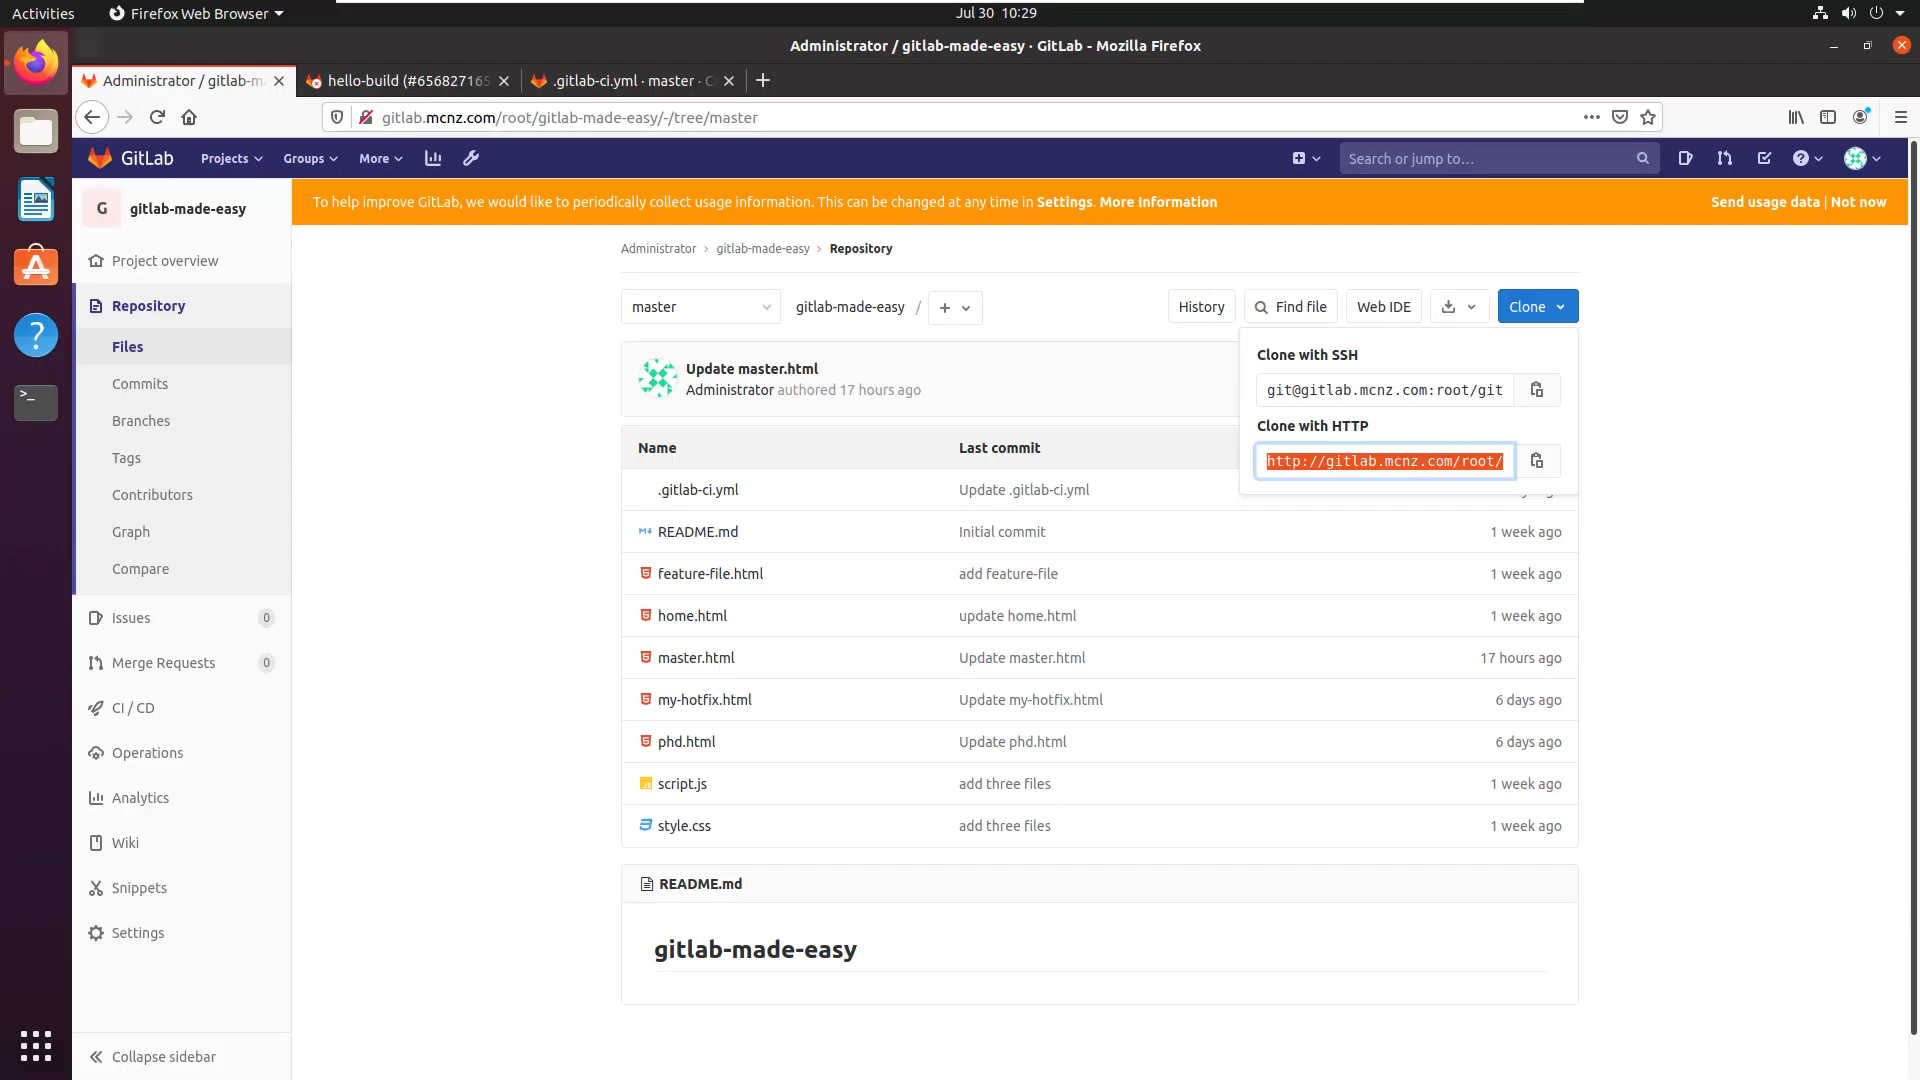 Activities
Firefox Web Browser
Jul 30 10:29
Administrator / gitlab-made-easy · GitLab - Mozilla Firefox
Administrator / gitlab-m
hello-build (#656827165
.gitlab-ci.yml · master · C
gitlab.mcnz.com/root/gitlab-made-easy/-/tree/master
GitLab
Projects
Groups
More
Search or jump to…
G
gitlab-made-easy
To help improve GitLab, we would like to periodically collect usage information. This can be changed at any time in Settings. More Information
Send usage data | Not now
Project overview
Repository
Files
Commits
Branches
Tags
Contributors
Graph
Compare
Issues
0
Merge Requests
0
CI / CD
Operations
Analytics
Wiki
Snippets
Settings
Collapse sidebar
Administrator > gitlab-made-easy > Repository
master
gitlab-made-easy / +
History
Find file
Web IDE
Clone
Clone with SSH
git@gitlab.mcnz.com:root/git
Clone with HTTP
http://gitlab.mcnz.com/root/
Update master.html
Administrator authored 17 hours ago
Name
Last commit
.gitlab-ci.yml
Update .gitlab-ci.yml
README.md
Initial commit
1 week ago
feature-file.html
add feature-file
1 week ago
home.html
update home.html
1 week ago
master.html
Update master.html
17 hours ago
my-hotfix.html
Update my-hotfix.html
6 days ago
phd.html
Update phd.html
6 days ago
script.js
add three files
1 week ago
style.css
add three files
1 week ago
README.md
gitlab-made-easy